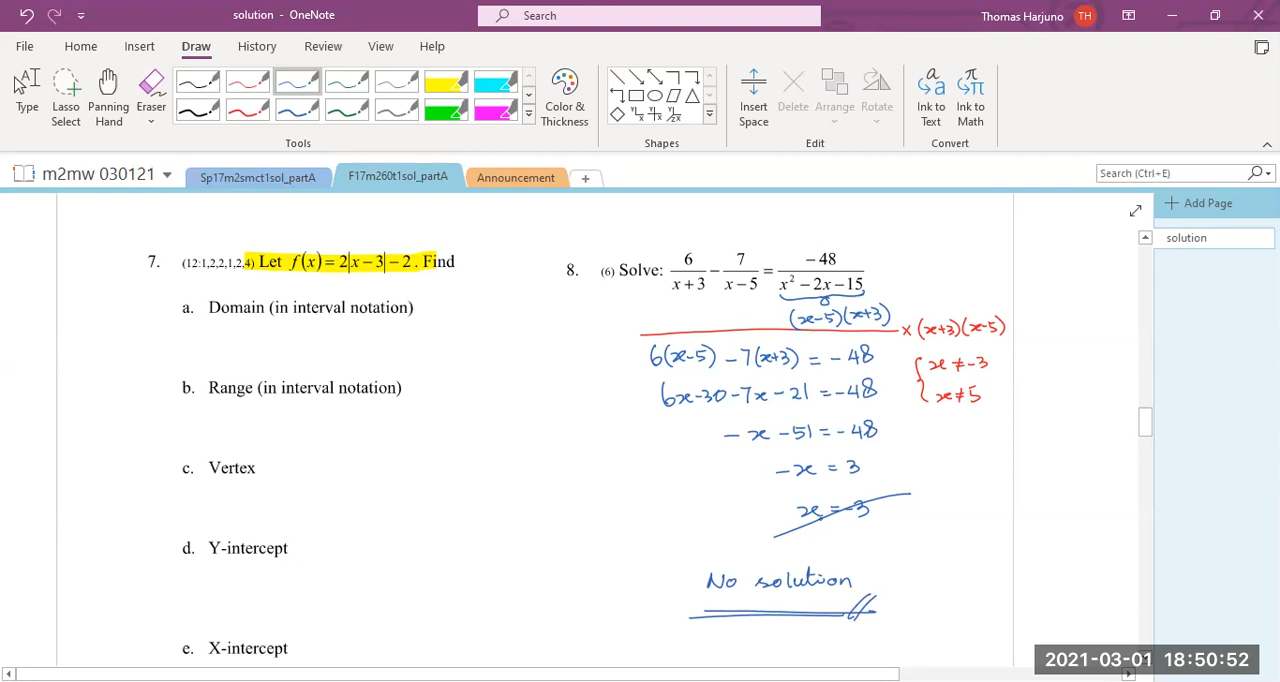 solution - OneNote
Search
Thomas Harjuno TH
File Home Insert Draw History Review View Help
Type
Lasso Select
Panning Hand
Eraser
Color & Thickness
Insert Space
Delete
Arrange
Rotate
Ink to Text
Ink to Math
Tools
Shapes
Edit
Convert
m2mw 030121
Sp17m2smct1sol_partA
F17m260t1sol_partA
Announcement
Search (Ctrl+E)
Add Page
solution
7. (12:1,2,2,1,2,4) Let f(x) = 2|x − 3| − 2. Find
a. Domain (in interval notation)
b. Range (in interval notation)
c. Vertex
d. Y-intercept
e. X-intercept
8. (6) Solve: 6/(x+3) − 7/(x−5) = −48/(x² − 2x − 15)
(x−5)(x+3)
× (x+3)(x−5)
6(x−5) − 7(x+3) = −48
{ x ≠ −3
x ≠ 5
6x−30−7x−21 = −48
− x − 51 = −48
−x = 3
x = −3
No solution
2021-03-01 18:50:52